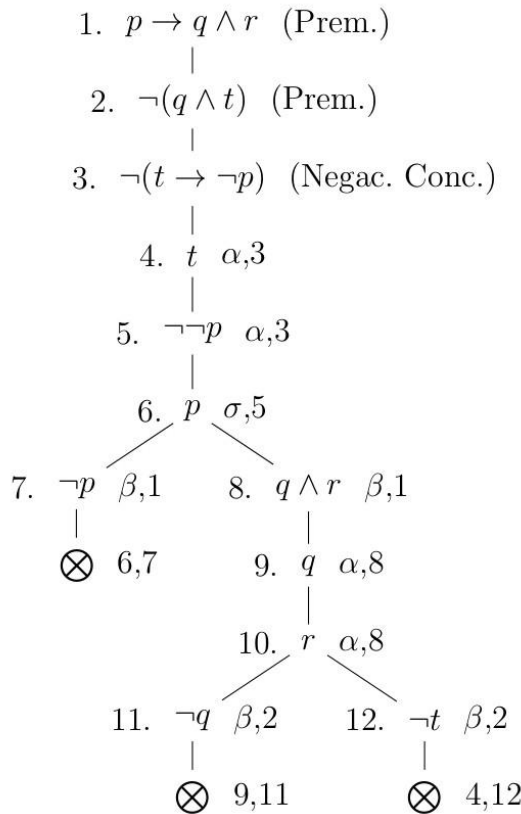 1. p → q ∧ r (Prem.)
2. ¬(q ∧ t) (Prem.)
3. ¬(t → ¬p) (Negac. Conc.)
4. t α,3
5. ¬¬p α,3
6. p σ,5
7. ¬p β,1 8. q ∧ r β,1
⊗ 6,7 9. q α,8
10. r α,8
11. ¬q β,2 12. ¬t β,2
⊗ 9,11 ⊗ 4,12